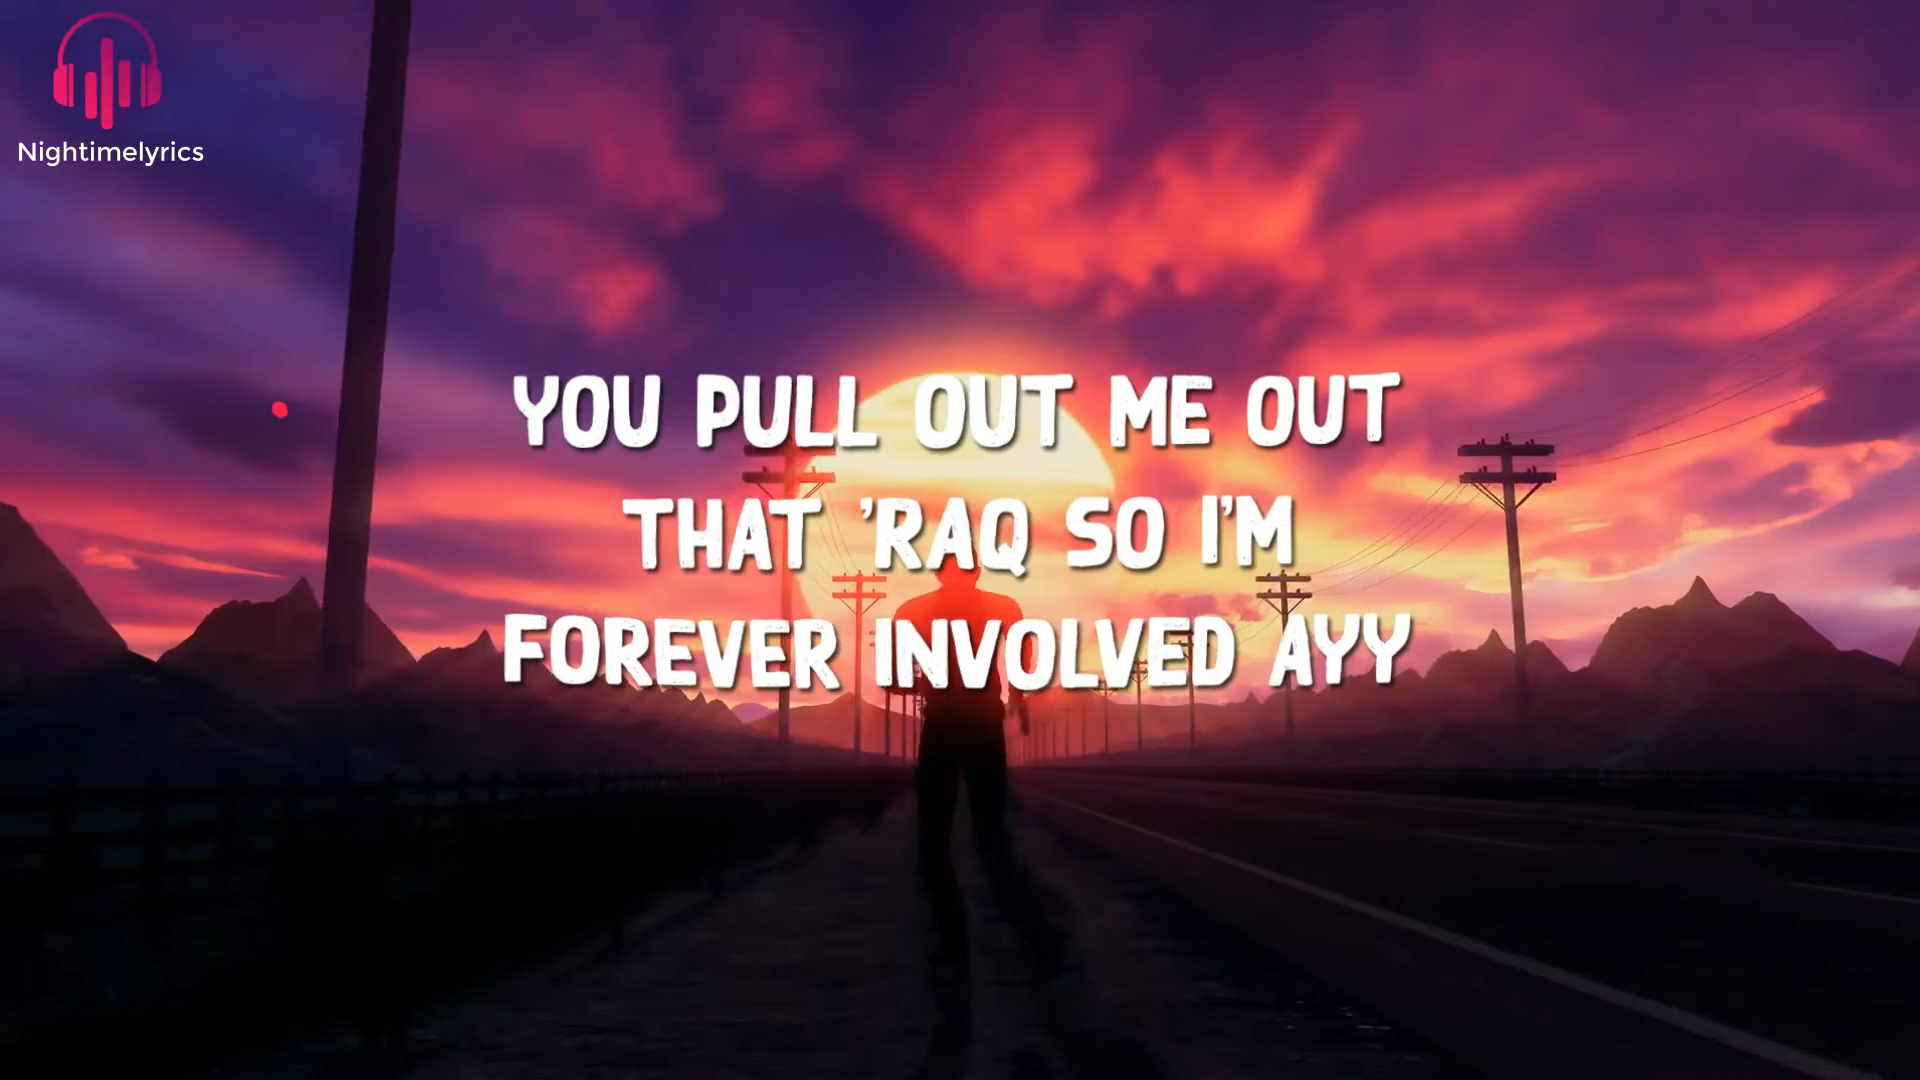 Nightimelyrics
YOU PULL OUT ME OUT
THAT 'RAQ SO I'M
FOREVER INVOLVED AYY